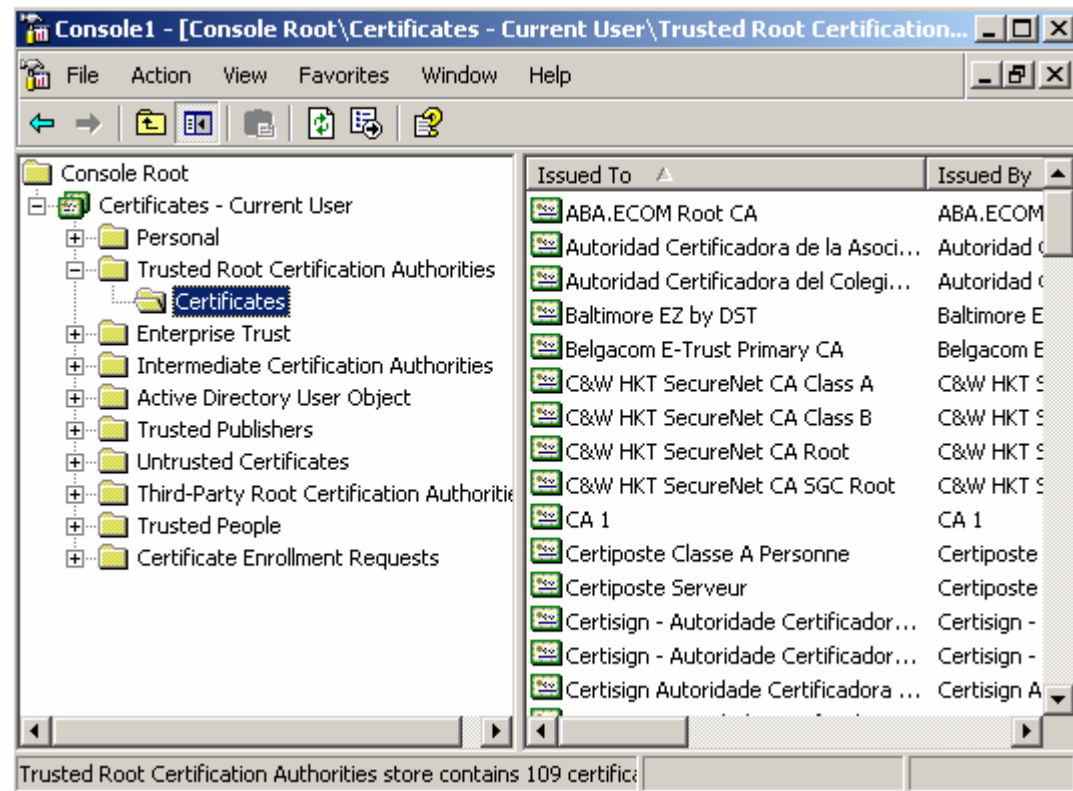 Console1 - [Console Root\Certificates - Current User\Trusted Root Certification...
File Action View Favorites Window Help
Console Root
Certificates - Current User
Personal
Trusted Root Certification Authorities
Certificates
Enterprise Trust
Intermediate Certification Authorities
Active Directory User Object
Trusted Publishers
Untrusted Certificates
Third-Party Root Certification Authoritie
Trusted People
Certificate Enrollment Requests
Issued To Issued By
ABA.ECOM Root CA ABA.ECOM
Autoridad Certificadora de la Asoci... Autoridad
Autoridad Certificadora del Colegi... Autoridad
Baltimore EZ by DST Baltimore E
Belgacom E-Trust Primary CA Belgacom E
C&W HKT SecureNet CA Class A C&W HKT S
C&W HKT SecureNet CA Class B C&W HKT S
C&W HKT SecureNet CA Root C&W HKT S
C&W HKT SecureNet CA SGC Root C&W HKT S
CA 1 CA 1
Certiposte Classe A Personne Certiposte
Certiposte Serveur Certiposte
Certisign - Autoridade Certificador... Certisign -
Certisign - Autoridade Certificador... Certisign -
Certisign Autoridade Certificadora ... Certisign A
Trusted Root Certification Authorities store contains 109 certific